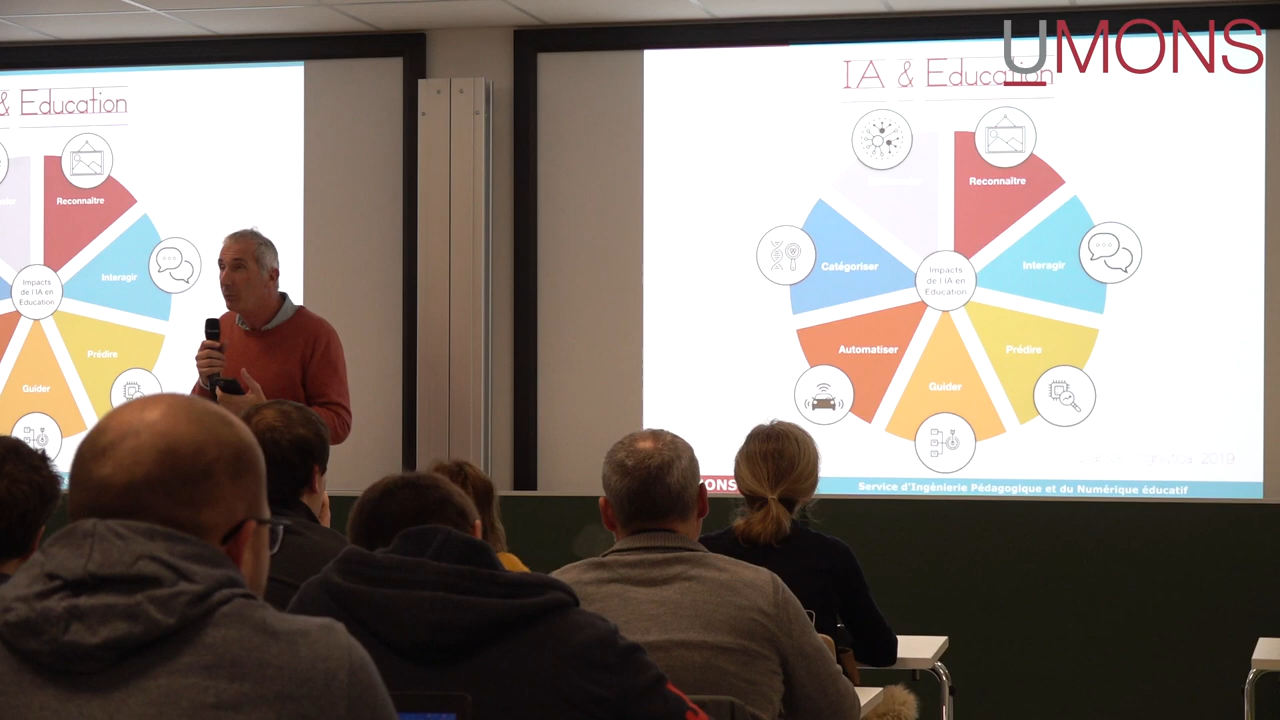 UMONS
& Education
Reconnaître
Interagir
Impacts
de l'IA en
Education
Prédire
Guider
IA & Education
Reconnaître
Catégoriser
Interagir
Impacts
de l'IA en
Education
Automatiser
Prédire
Guider
2019
MONS
Service d'Ingénierie Pédagogique et du Numérique éducatif